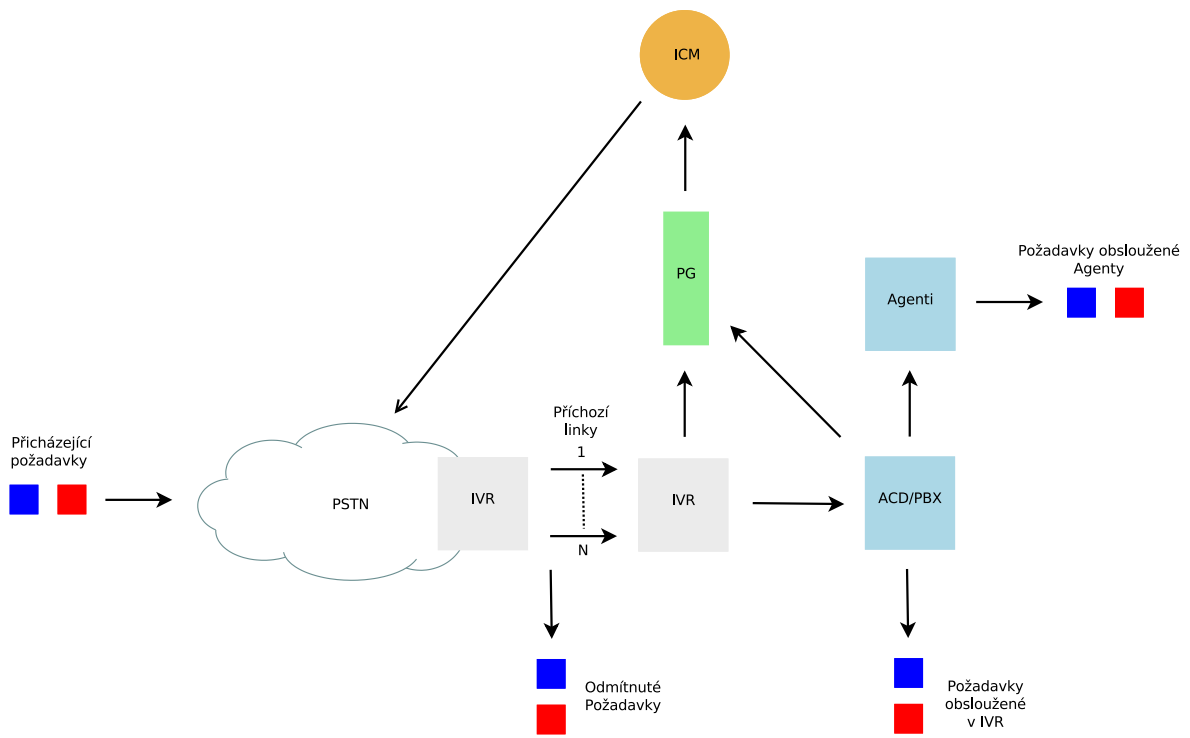 ICM
PG
Požadavky obsloužené
Agenty
Agenti
Příchozí
linky
1
N
Přicházející
požadavky
PSTN
IVR
IVR
ACD/PBX
Odmítnuté
Požadavky
Požadavky
obsloužené
v IVR